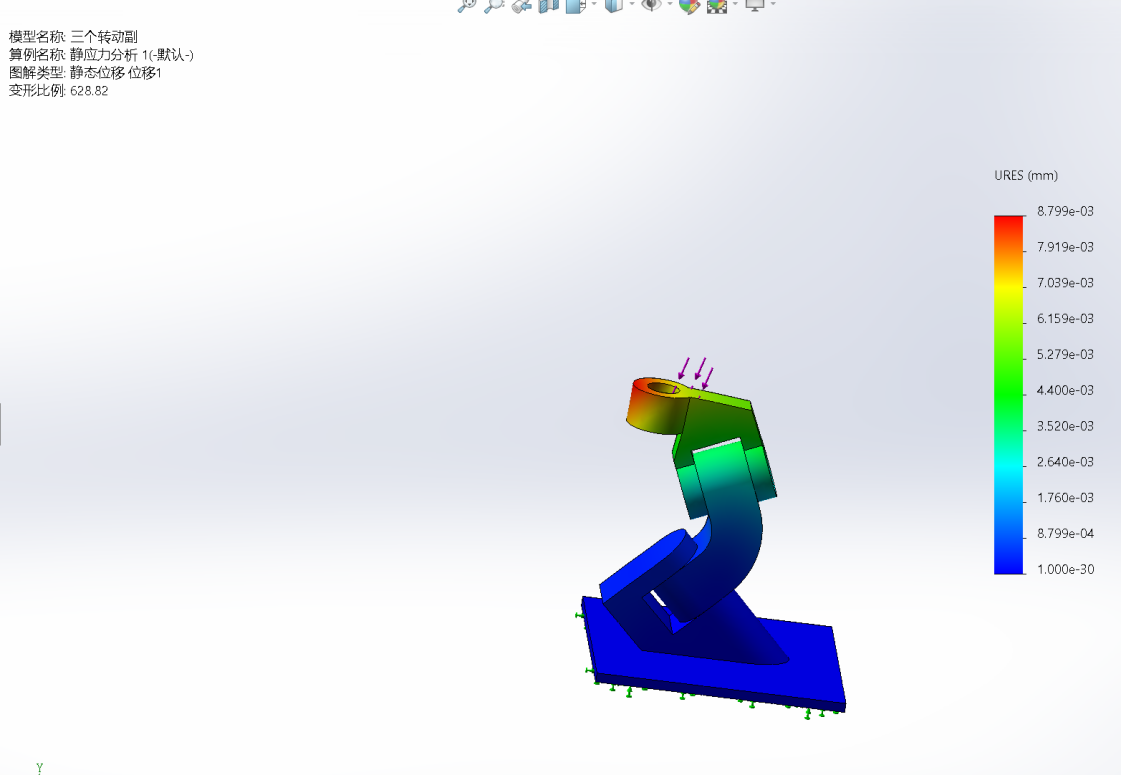 模型名称: 三个转动副
算例名称: 静应力分析 1(-默认-)
图解类型: 静态位移 位移1
变形比例: 628.82
URES (mm)
8.799e-03
7.919e-03
7.039e-03
6.159e-03
5.279e-03
4.400e-03
3.520e-03
2.640e-03
1.760e-03
8.799e-04
1.000e-30
Y